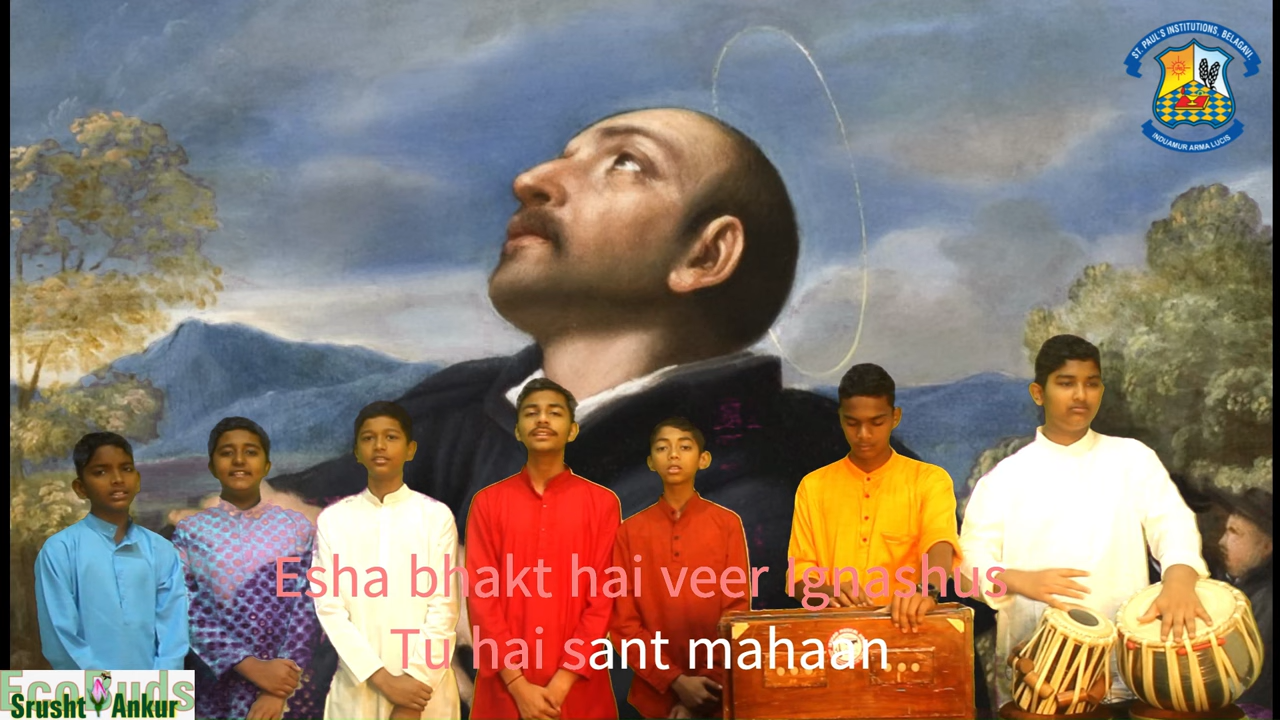 ST. PAUL'S INSTITUTIONS, BELAGAVI.
INDUAMUR ARMA LUCIS
Esha bhakt hai veer Ignashus
Tu hai sant mahaan
EcoBuds
Srusht Ankur